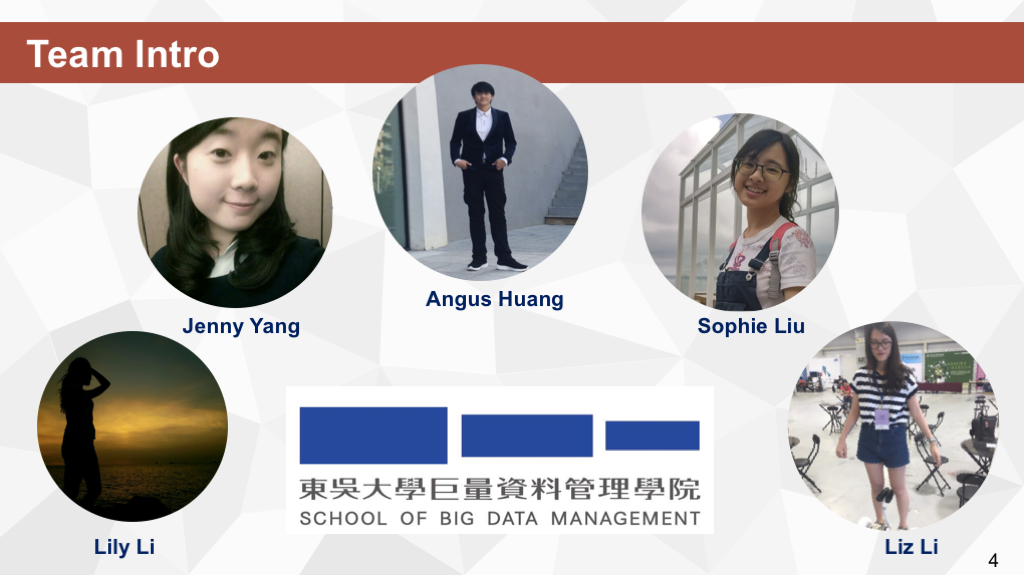 Team Intro
Angus Huang
Jenny Yang
Sophie Liu
東吳大學巨量資料管理學院
SCHOOL OF BIG DATA MANAGEMENT
Lily Li
Liz Li
4